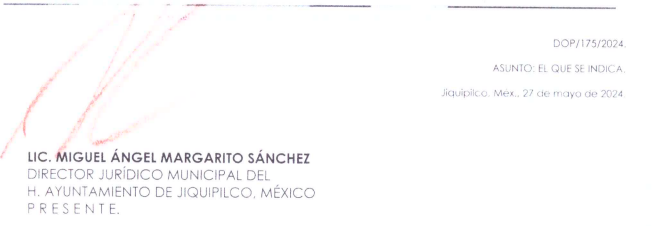 DOP/175/2024.
ASUNTO: EL QUE SE INDICA.
Jiquipilco, Méx., 27 de mayo de 2024.
LIC. MIGUEL ÁNGEL MARGARITO SÁNCHEZ
DIRECTOR JURÍDICO MUNICIPAL DEL
H. AYUNTAMIENTO DE JIQUIPILCO, MÉXICO
P R E S E N T E.